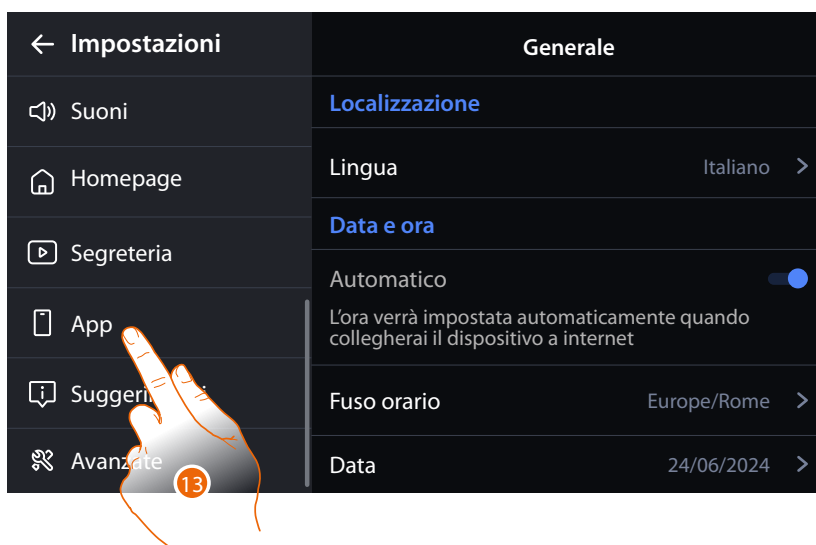 Impostazioni
Suoni
Homepage
Segreteria
App
Avanzate
13
Generale
Localizzazione
Lingua Italiano
Data e ora
Automatico
L'ora verrà impostata automaticamente quando
collegherai il dispositivo a internet
Fuso orario Europe/Rome
Data 24/06/2024